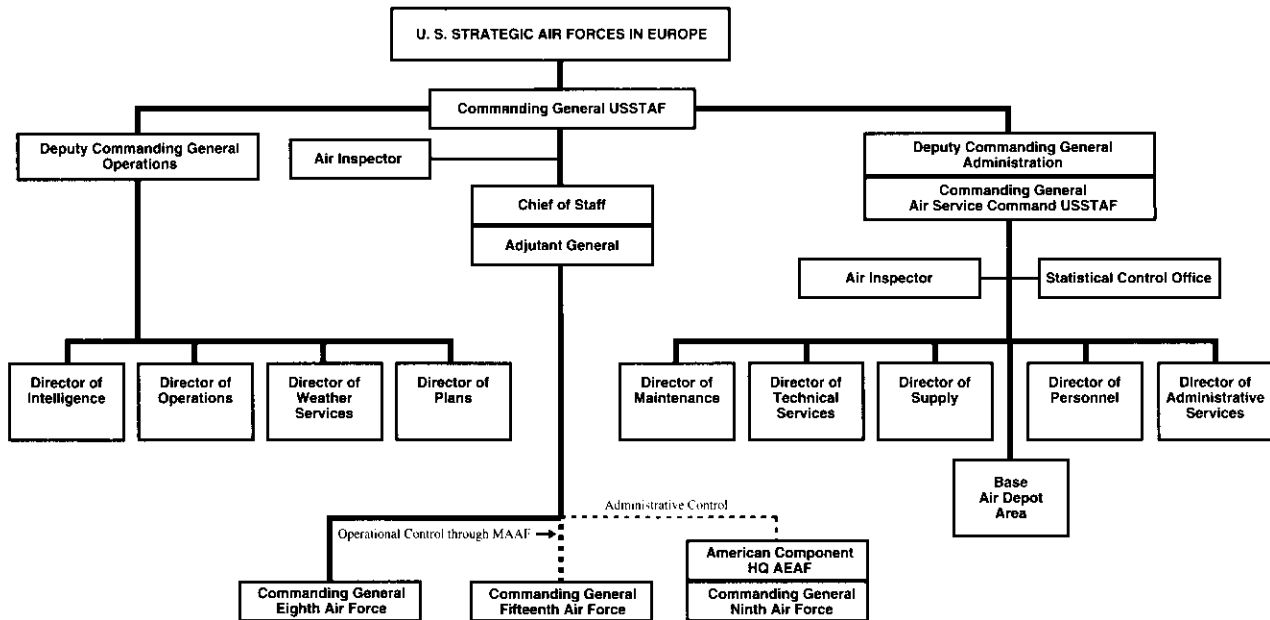 U. S. STRATEGIC AIR FORCES IN EUROPE
Commanding General USSTAF
Deputy Commanding General
Operations
Air Inspector
Deputy Commanding General
Administration
Commanding General
Air Service Command USSTAF
Chief of Staff
Adjutant General
Air Inspector
Statistical Control Office
Director of
Intelligence
Director of
Operations
Director of
Weather
Services
Director of
Plans
Director of
Maintenance
Director of
Technical
Services
Director of
Supply
Director of
Personnel
Director of
Administrative
Services
Base
Air Depot
Area
Administrative Control
Operational Control through MAAF
American Component
HQ AEAF
Commanding General
Eighth Air Force
Commanding General
Fifteenth Air Force
Commanding General
Ninth Air Force